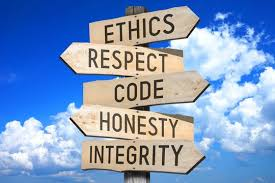 ETHICS
RESPECT
CODE
HONESTY
INTEGRITY